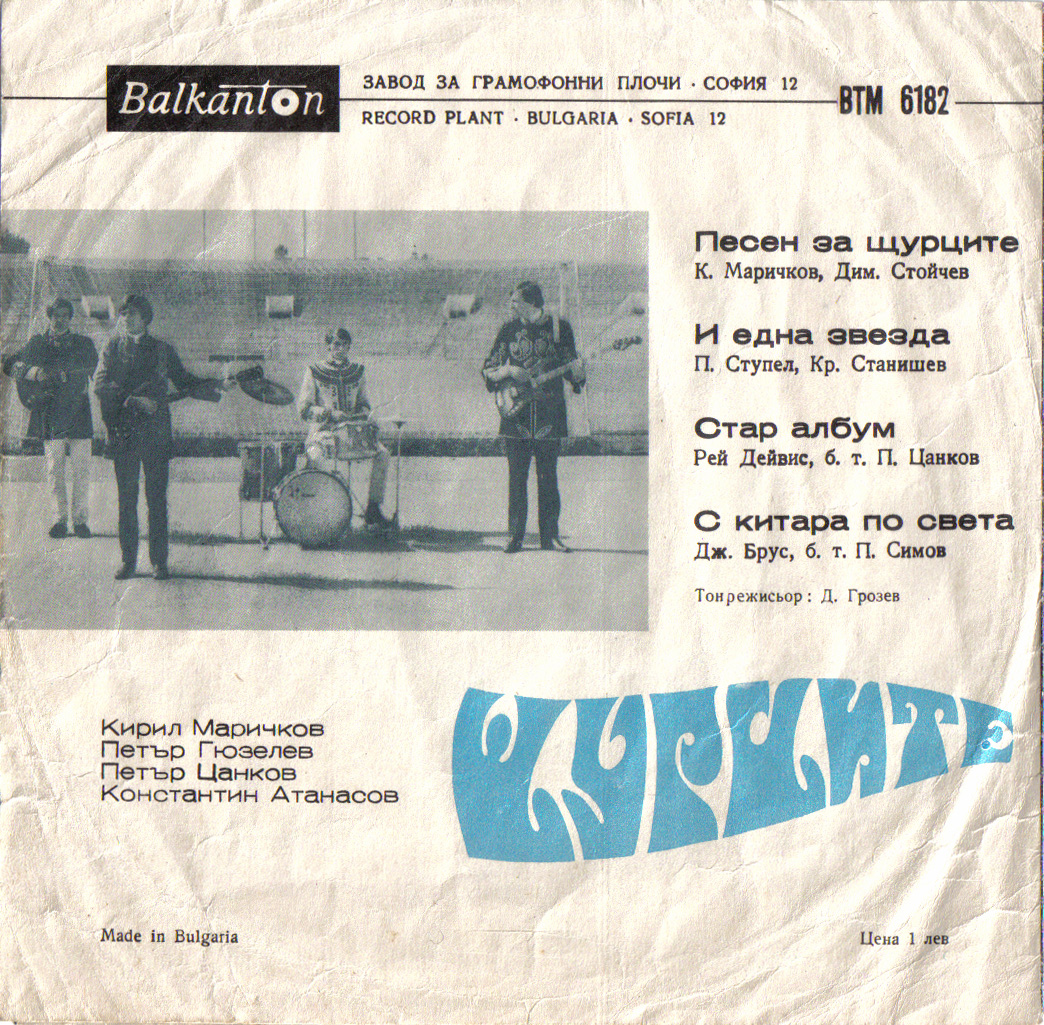 Balkanton
ЗАВОД ЗА ГРАМОФОННИ ПЛОЧИ · СОФИЯ 12
RECORD PLANT · BULGARIA · SOFIA 12
ВТМ 6182
Песен за щурците
К. Маричков, Дим. Стойчев
И една звезда
П. Ступел, Кр. Станишев
Стар албум
Рей Дейвис, б. т. П. Цанков
С китара по света
Дж. Брус, б. т. П. Симов
Тонрежисьор: Д. Грозев
Кирил Маричков
Петър Гюзелев
Петър Цанков
Константин Атанасов
ЩУРЦИТЕ
Made in Bulgaria
Цена 1 лев